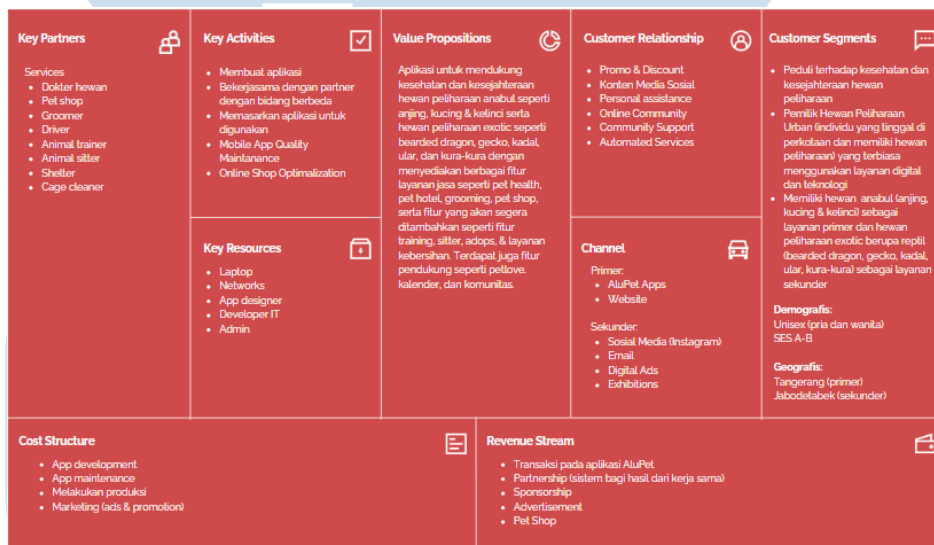 Key Partners
Services
• Dokter hewan
• Pet shop
• Groomer
• Driver
• Animal trainer
• Animal sitter
• Shelter
• Cage cleaner
Key Activities
• Membuat aplikasi
• Bekerjasama dengan partner
dengan bidang berbeda
• Memasarkan aplikasi untuk
digunakan
• Mobile App Quality
Maintanance
• Online Shop Optimalization
Key Resources
• Laptop
• Networks
• App designer
• Developer IT
• Admin
Value Propositions
Aplikasi untuk mendukung
kesehatan dan kesejahteraan
hewan peliharaan anabul seperti
anjing, kucing & kelinci serta
hewan peliharaan exotic seperti
bearded dragon, gecko, kadal,
ular, dan kura-kura dengan
menyediakan berbagai fitur
layanan jasa seperti pet health,
pet hotel, grooming, pet shop,
serta fitur yang akan segera
ditambahkan seperti fitur
training, sitter, adops, & layanan
kebersihan. Terdapat juga fitur
pendukung seperti petlove.
kalender, dan komunitas.
Customer Relationship
• Promo & Discount
• Konten Media Sosial
• Personal assistance
• Online Community
• Community Support
• Automated Services
Channel
Primer:
• AluPet Apps
• Website
Sekunder:
• Sosial Media (Instagram)
• Email
• Digital Ads
• Exhibitions
Customer Segments
• Peduli terhadap kesehatan dan
kesejahteraan hewan
peliharaan
• Pemilik Hewan Peliharaan
Urban (individu yang tinggal di
perkotaan dan memiliki hewan
peliharaan) yang terbiasa
menggunakan layanan digital
dan teknologi
• Memiliki hewan anabul (anjing,
kucing & kelinci) sebagai
layanan primer dan hewan
peliharaan exotic berupa reptil
(bearded dragon, gecko, kadal,
ular, kura-kura) sebagai layanan
sekunder
Demografis:
Unisex (pria dan wanita)
SES A-B
Geografis:
Tangerang (primer)
Jabodetabek (sekunder)
Cost Structure
• App development
• App maintenance
• Melakukan produksi
• Marketing (ads & promotion)
Revenue Stream
• Transaksi pada aplikasi AluPet
• Partnership (sistem bagi hasil dari kerja sama)
• Sponsorship
• Advertisement
• Pet Shop